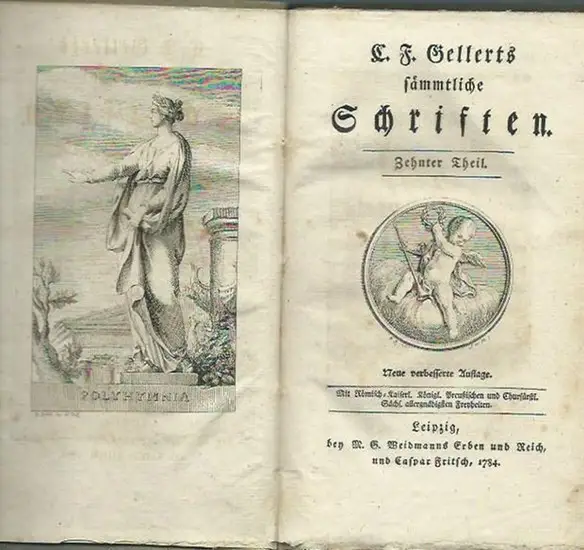 POLYHYMNIA
C. F. Gellerts
sämmtliche
Schriften.
Zehnter Theil.
Neue verbesserte Auflage.
Mit Römisch-Kaiserl. Königl. Preußischen und Churfürstl.
Sächs. allergnädigsten Freyheiten.
Leipzig,
bey M. G. Weidmanns Erben und Reich,
und Caspar Fritsch, 1784.